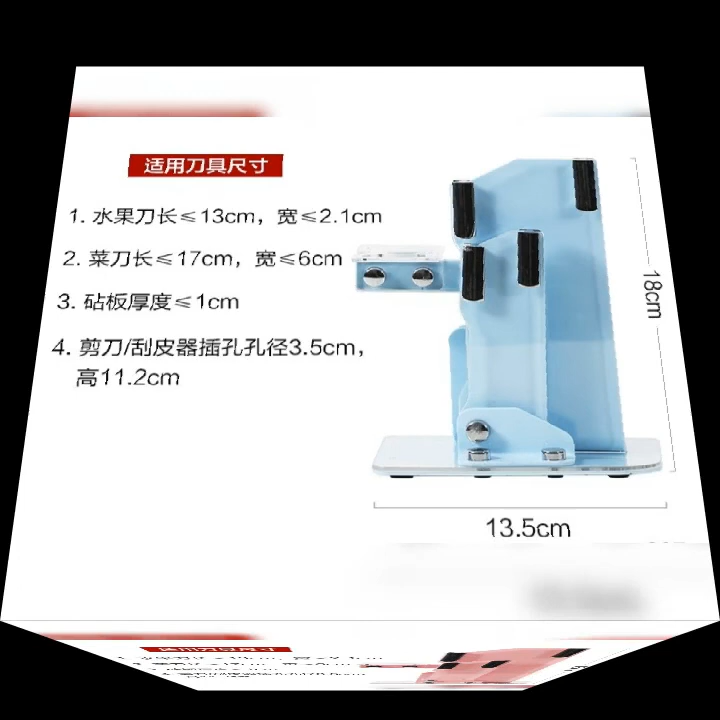 适用刀具尺寸
1. 水果刀长≤13cm，宽≤2.1cm
2. 菜刀长≤17cm，宽≤6cm
3. 砧板厚度≤1cm
4. 剪刀/刮皮器插孔孔径3.5cm，
高11.2cm
18cm
13.5cm